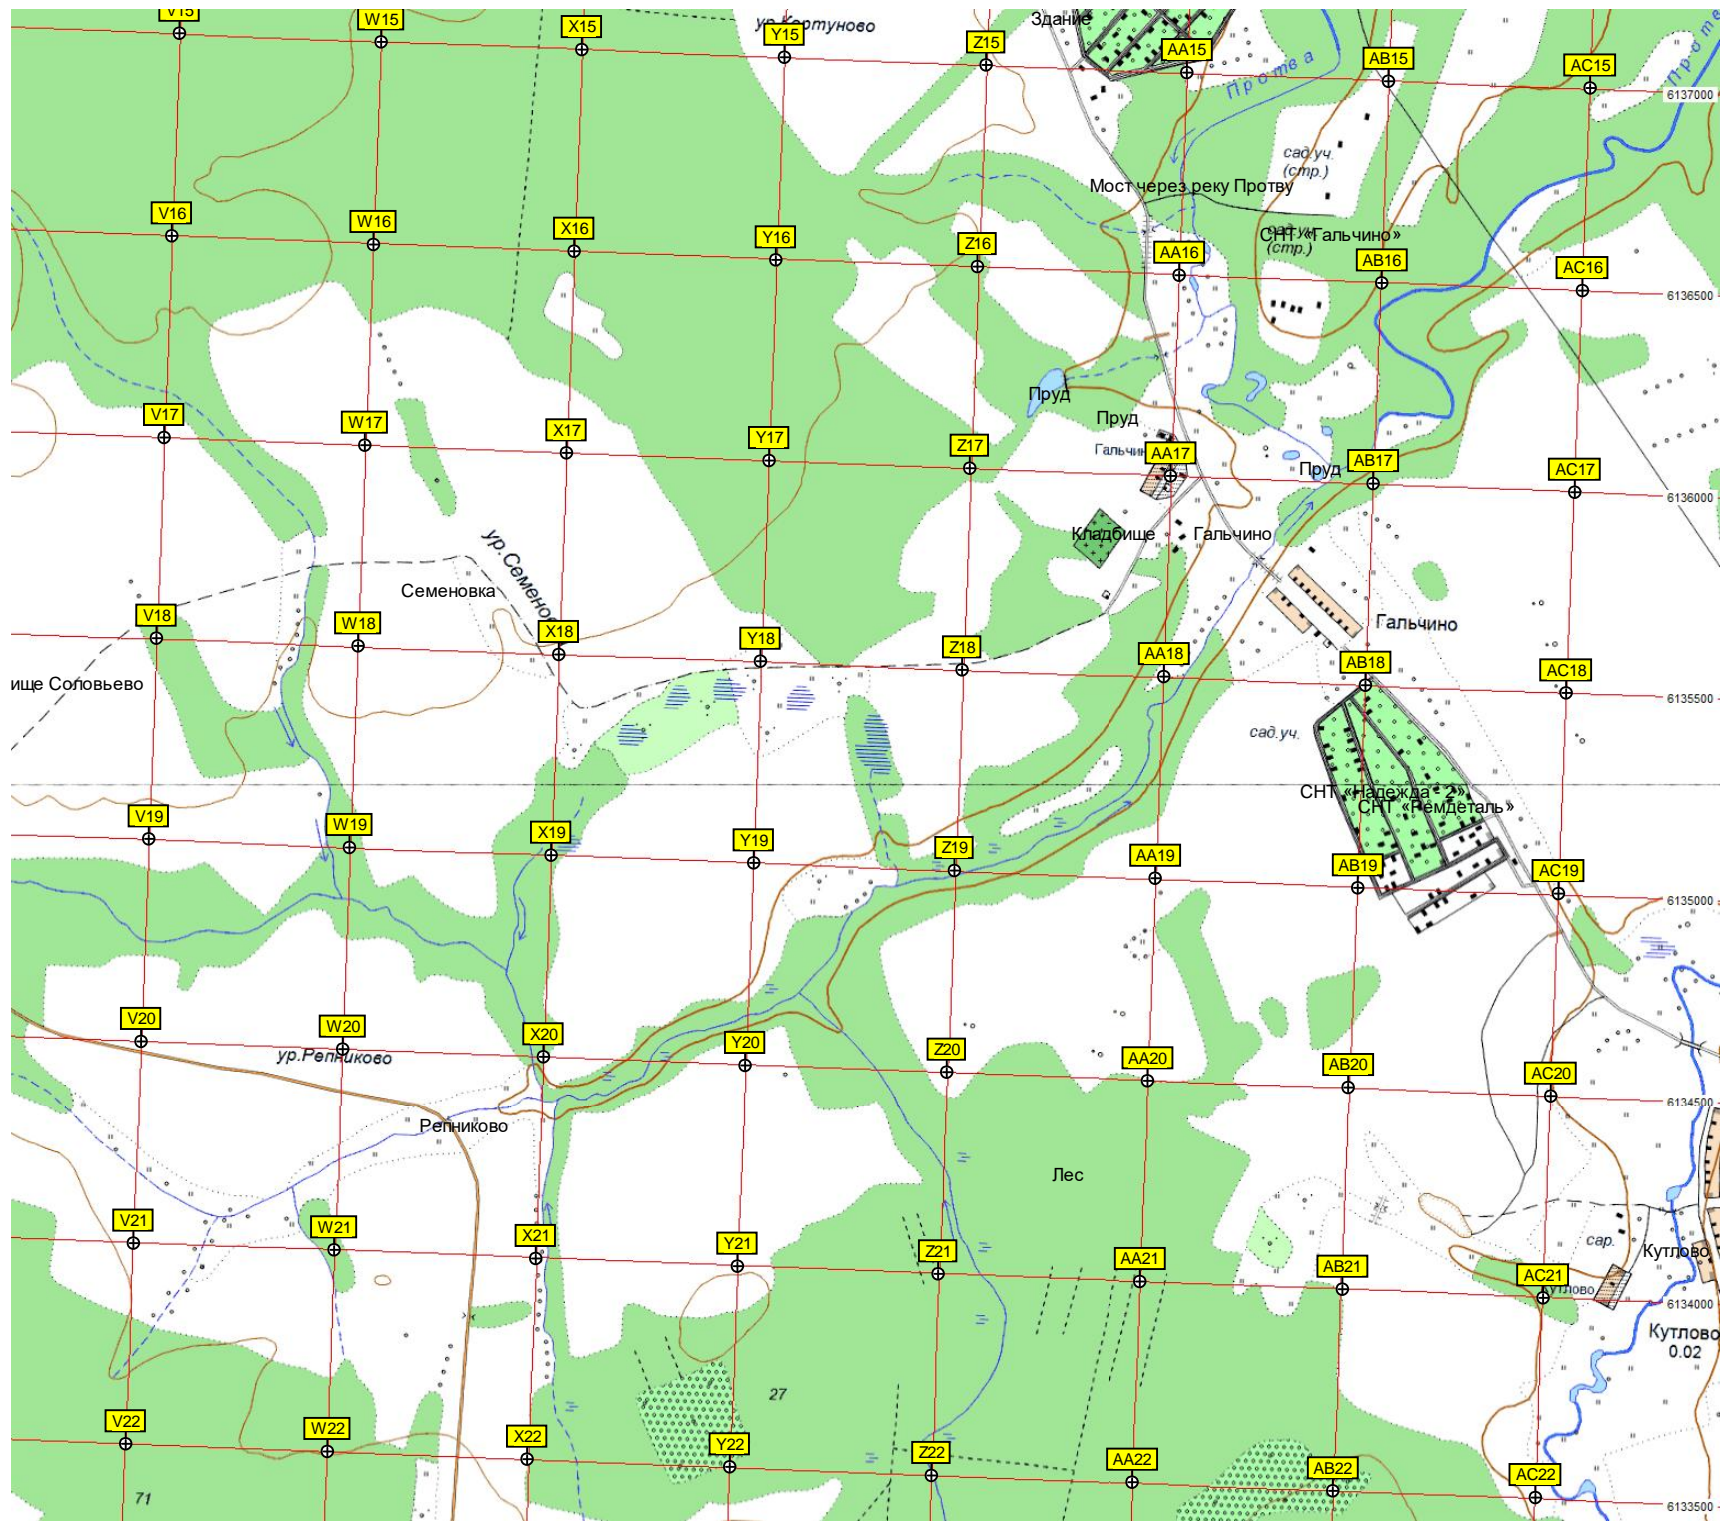 V15
W15
X15
ур.Кортуново
Y15
Z15
Здание
AA15
Протва
AB15
AC15
Протва
6137000
сад.уч.
(стр.)
Мост через реку Протву
V16
W16
X16
Y16
Z16
AA16
сад.уч.
(стр.)
СНТ «Гальчино»
AB16
AC16
6136500
Пруд
Пруд
V17
W17
X17
Y17
Z17
Гальчин
AA17
Пруд
AB17
AC17
6136000
ур.Семенов
Кладбище
Гальчино
Семеновка
V18
W18
X18
Y18
Z18
AA18
Гальчино
AB18
AC18
ище Соловьево
6135500
сад.уч.
СНТ «Надежда - 2»
СНТ «Ремдеталь»
V19
W19
X19
Y19
Z19
AA19
AB19
AC19
6135000
V20
W20
ур.Репниково
X20
Y20
Z20
AA20
AB20
AC20
6134500
Репниково
Лес
V21
W21
X21
Y21
Z21
AA21
AB21
сар.
Кутлово
AC21
Кутлово
6134000
Кутлово
0.02
27
V22
W22
X22
Y22
Z22
AA22
AB22
AC22
71
6133500